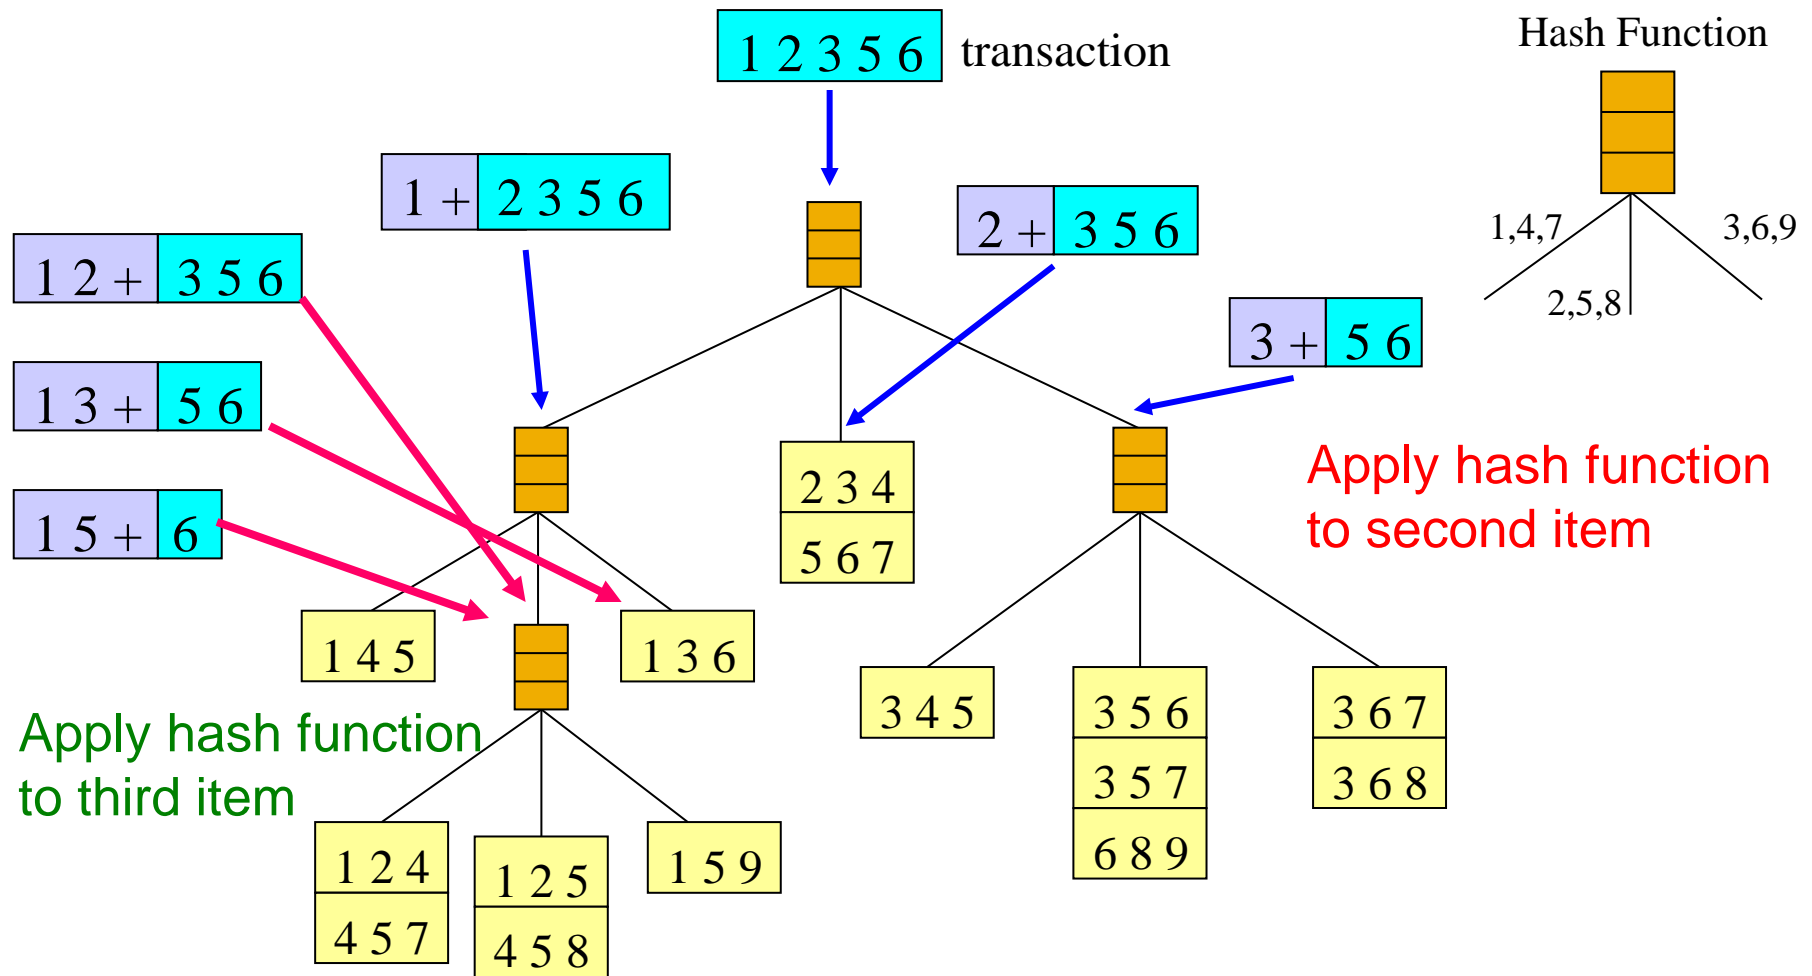 1 2 3 5 6 transaction
Hash Function
1,4,7
3,6,9
2,5,8
1 + 2 3 5 6
2 + 3 5 6
1 2 + 3 5 6
3 + 5 6
1 3 + 5 6
1 5 + 6
2 3 4
5 6 7
Apply hash function
to second item
1 4 5
1 3 6
3 4 5
3 5 6
3 5 7
6 8 9
3 6 7
3 6 8
Apply hash function
to third item
1 2 4
4 5 7
1 2 5
4 5 8
1 5 9